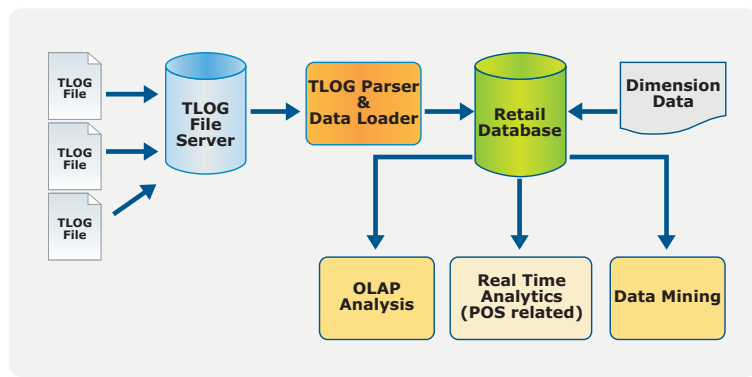 TLOG
File
TLOG
File
TLOG
File
TLOG
File
Server
TLOG Parser
&
Data Loader
Retail
Database
Dimension
Data
OLAP
Analysis
Real Time
Analytics
(POS related)
Data Mining